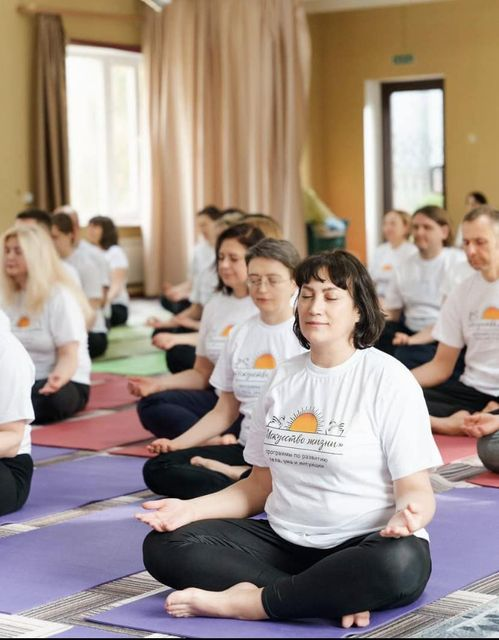 «Искусство жизни»
программы по развитию
тела, ума и интуиции